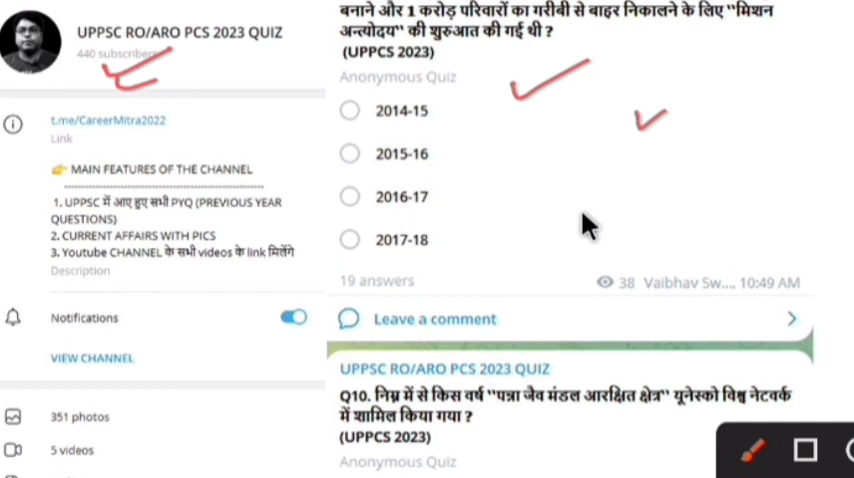 UPPSC RO/ARO PCS 2023 QUIZ
440 subscribers
t.me/CareerMitra2022
Link
👉 MAIN FEATURES OF THE CHANNEL
1. UPPSC में आए हुए सभी PYQ (PREVIOUS YEAR
QUESTIONS)
2. CURRENT AFFAIRS WITH PICS
3. Youtube CHANNEL के सभी videos के link मिलेंगे
Description
Notifications
VIEW CHANNEL
351 photos
5 videos
बनाने और 1 करोड़ परिवारों का गरीबी से बाहर निकालने के लिए "मिशन
अन्त्योदय" की शुरुआत की गई थी ?
(UPPCS 2023)
Anonymous Quiz
2014-15
2015-16
2016-17
2017-18
19 answers
38 Vaibhav Sw..., 10:49 AM
Leave a comment
UPPSC RO/ARO PCS 2023 QUIZ
Q10. निम्न में से किस वर्ष "पन्ना जैव मंडल आरक्षित क्षेत्र" यूनेस्को विश्व नेटवर्क
में शामिल किया गया ?
(UPPCS 2023)
Anonymous Quiz